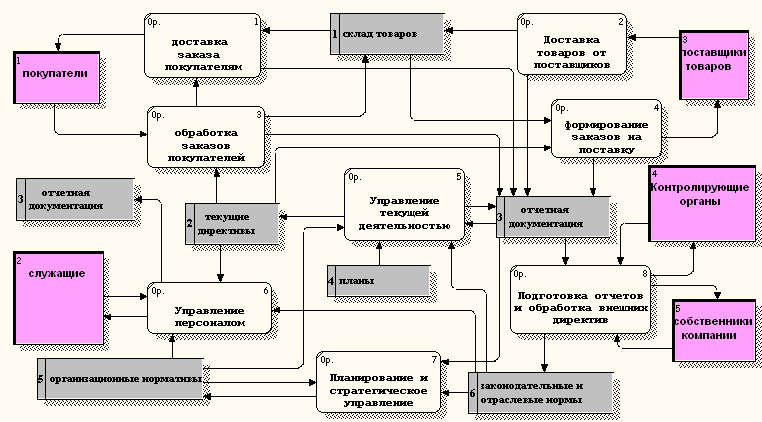 0р. 1
доставка
заказа
покупателям
1 склад товаров
0р. 2
Доставка
товаров от
поставщиков
3
поставщики
товаров
1
покупатели
0р. 3
обработка
заказов
покупателей
0р. 4
формирование
заказов на
поставку
3 отчетная
документация
2 текущие
директивы
0р. 5
Управление
текущей
деятельностью
3 отчетная
документация
4
Контролирующие
органы
2
служащие
0р. 6
Управление
персоналом
4 планы
0р. 8
Подготовка отчетов
и обработка внешних
директив
5
собственники
компании
5 организационные нормативы
0р. 7
Планирование и
стратегическое
управление
6 законодательные и
отраслевые нормы